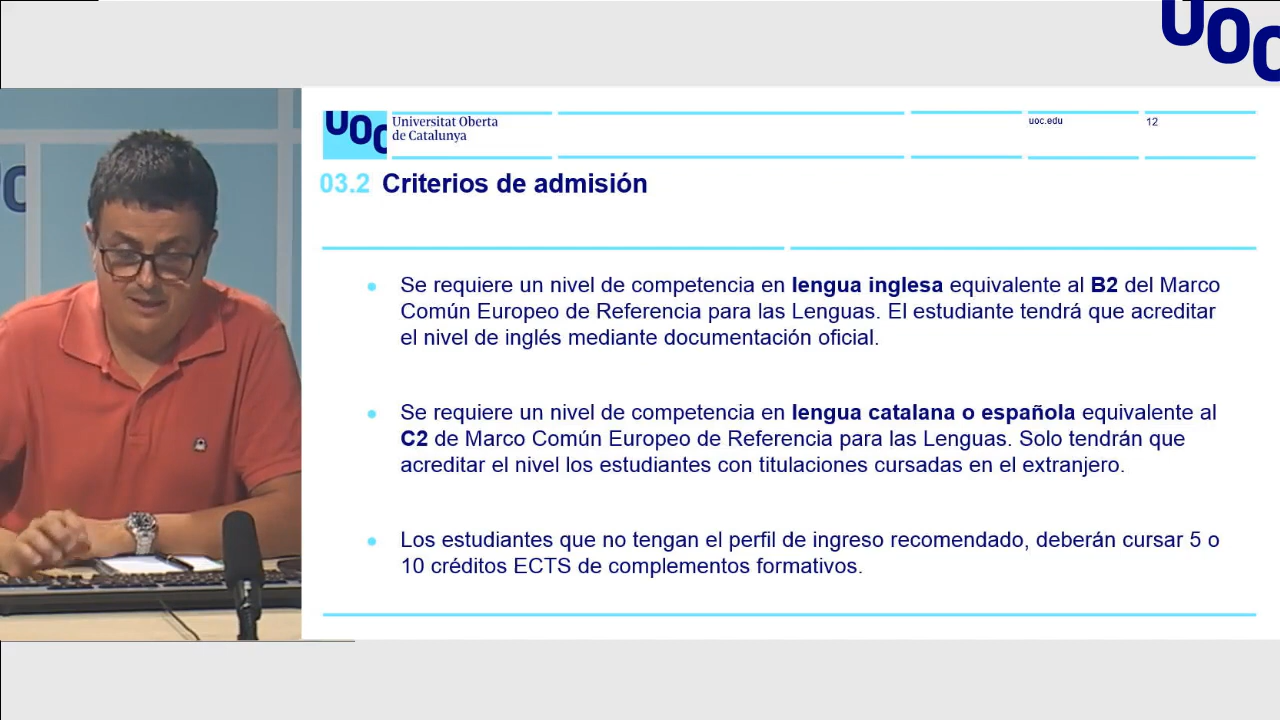 UOC
UOC
Universitat Oberta
de Catalunya
uoc.edu
12
03.2 Criterios de admisión
Se requiere un nivel de competencia en lengua inglesa equivalente al B2 del Marco
Común Europeo de Referencia para las Lenguas. El estudiante tendrá que acreditar
el nivel de inglés mediante documentación oficial.
Se requiere un nivel de competencia en lengua catalana o española equivalente al
C2 de Marco Común Europeo de Referencia para las Lenguas. Solo tendrán que
acreditar el nivel los estudiantes con titulaciones cursadas en el extranjero.
Los estudiantes que no tengan el perfil de ingreso recomendado, deberán cursar 5 o
10 créditos ECTS de complementos formativos.